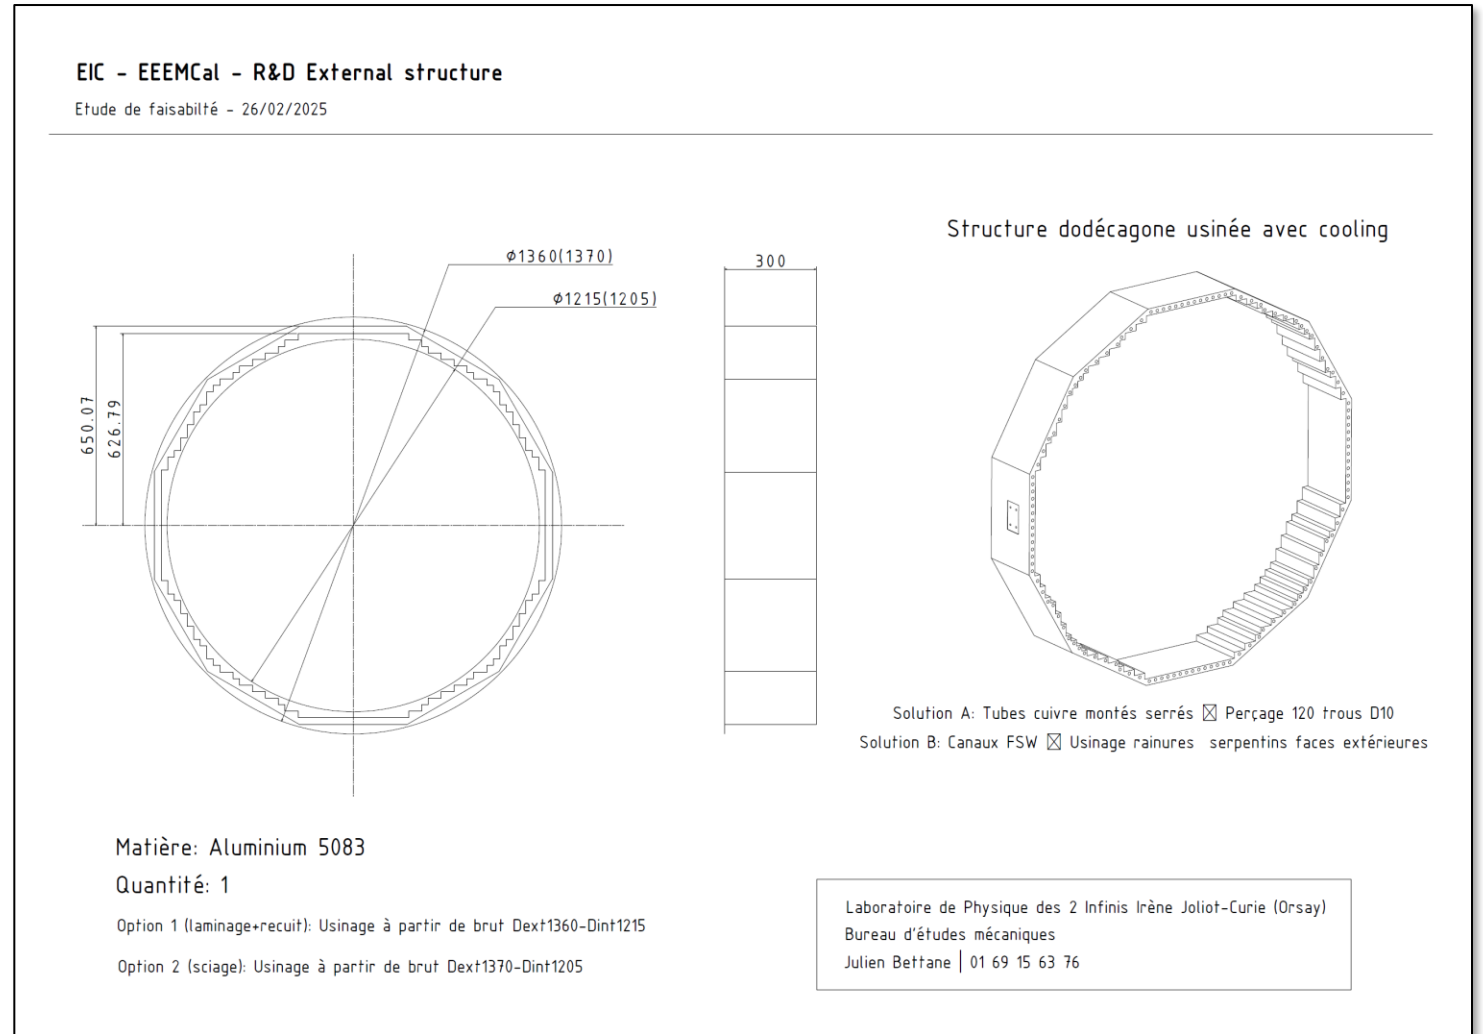 EIC - EEEMCal - R&D External structure
Etude de faisabilté - 26/02/2025
Structure dodécagone usinée avec cooling
ø1360(1370)
ø1215(1205)
300
650.07
626.79
Solution A: Tubes cuivre montés serrés ☒ Perçage 120 trous D10
Solution B: Canaux FSW ☒ Usinage rainures serpentins faces extérieures
Matière: Aluminium 5083
Quantité: 1
Option 1 (laminage+recuit): Usinage à partir de brut Dext1360-Dint1215
Option 2 (sciage): Usinage à partir de brut Dext1370-Dint1205
Laboratoire de Physique des 2 Infinis Irène Joliot-Curie (Orsay)
Bureau d'études mécaniques
Julien Bettane | 01 69 15 63 76